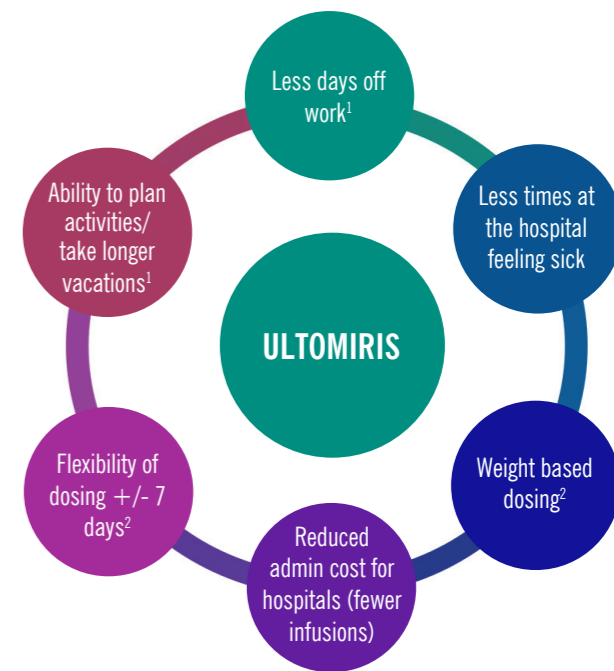 Less days off
work¹
Less times at
the hospital
feeling sick
Weight based
dosing²
Reduced
admin cost for
hospitals (fewer
infusions)
Flexibility of
dosing +/- 7
days²
Ability to plan
activities/
take longer
vacations¹
ULTOMIRIS